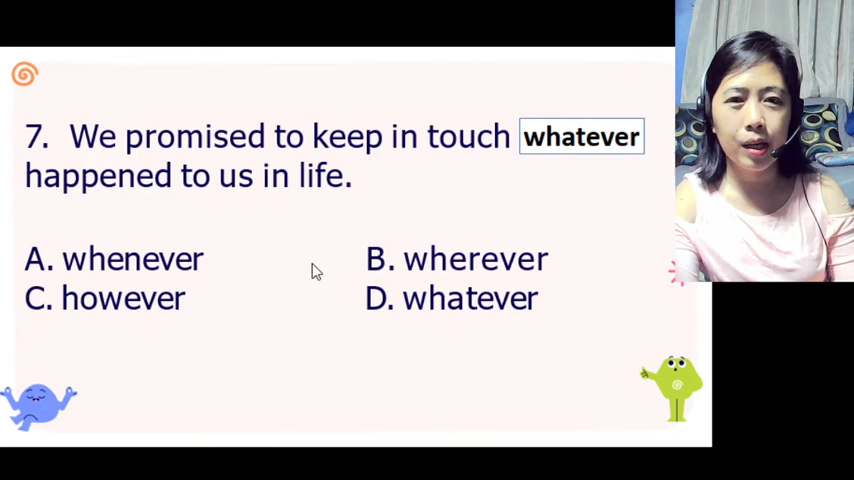 7. We promised to keep in touch whatever
happened to us in life.
A. whenever
B. wherever
C. however
D. whatever